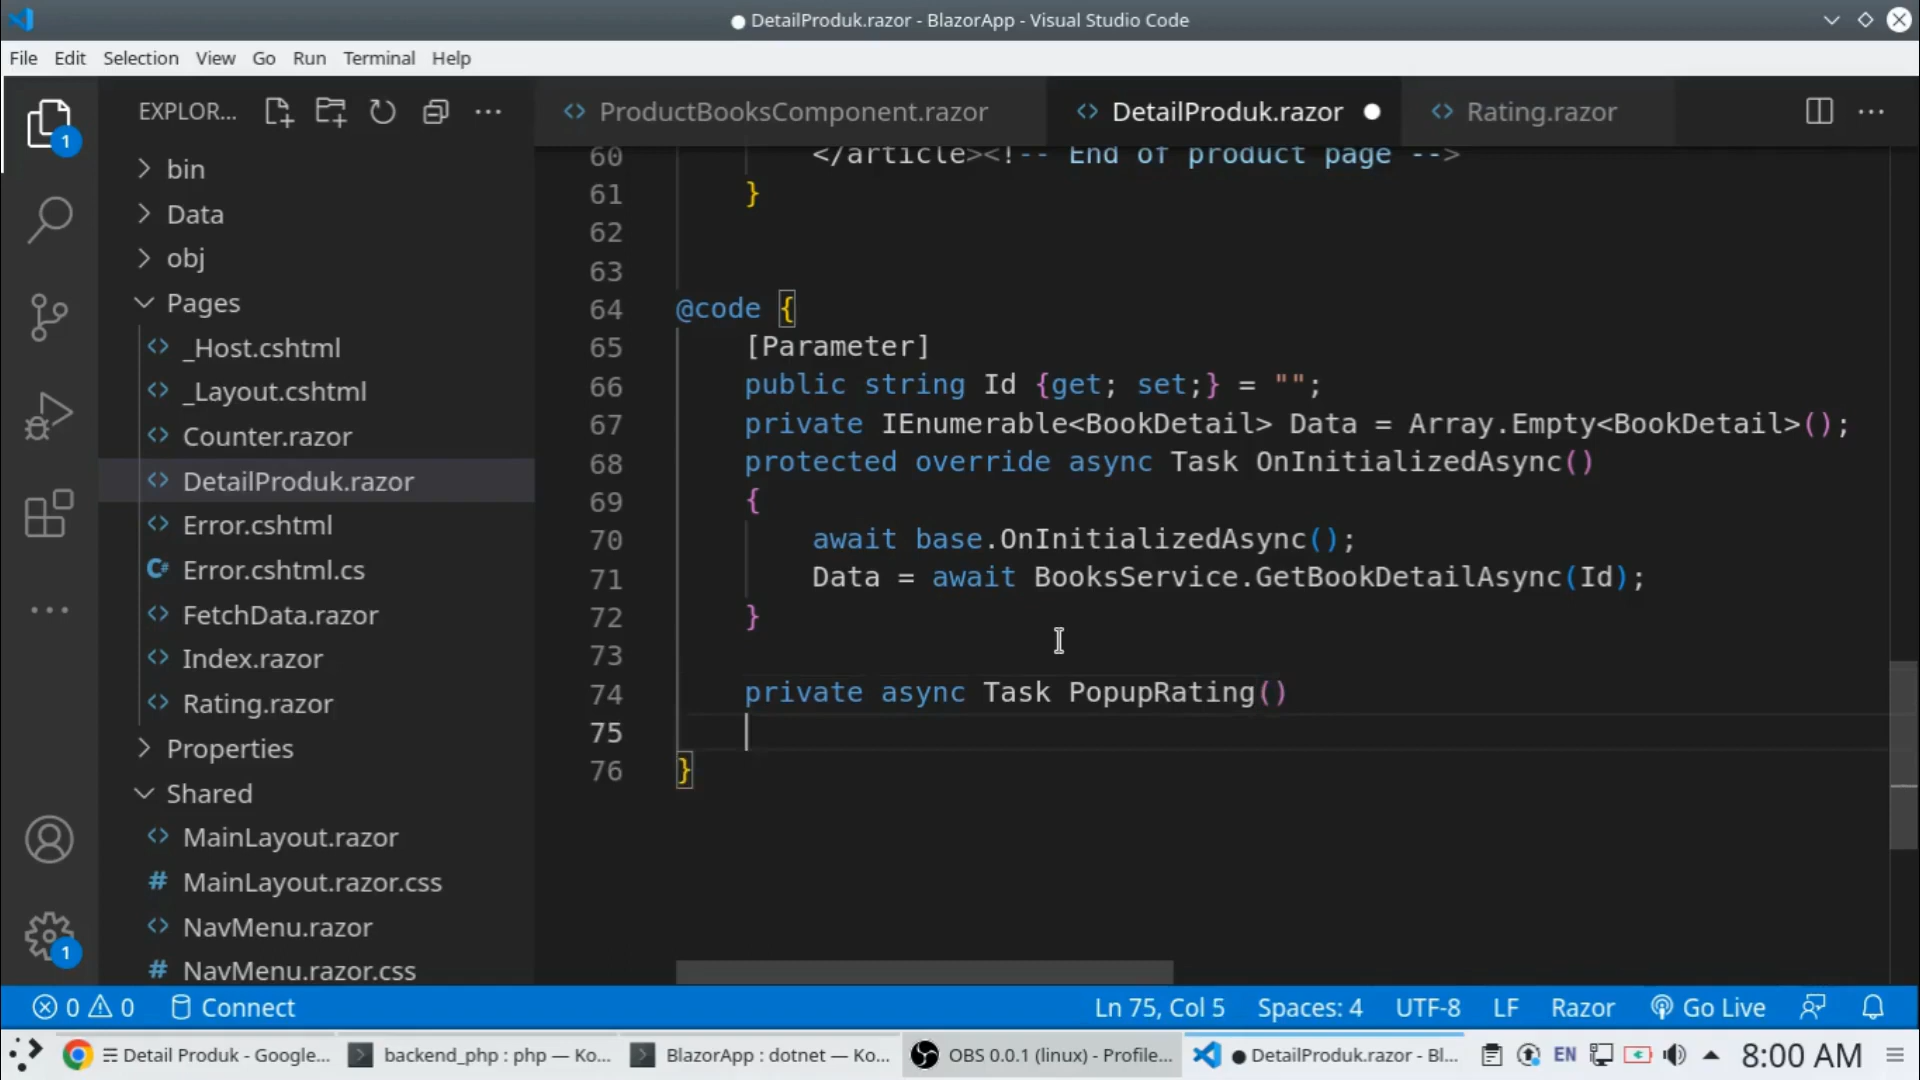 DetailProduk.razor - BlazorApp - Visual Studio Code
File Edit Selection View Go Run Terminal Help
EXPLOR...
ProductBooksComponent.razor
DetailProduk.razor
Rating.razor
1
bin
Data
obj
Pages
_Host.cshtml
_Layout.cshtml
Counter.razor
DetailProduk.razor
Error.cshtml
Error.cshtml.cs
FetchData.razor
Index.razor
Rating.razor
Properties
Shared
MainLayout.razor
MainLayout.razor.css
NavMenu.razor
NavMenu.razor.css
1
60 </article><!-- End of product page -->
61 }
62
63
64 @code {
65 [Parameter]
66 public string Id {get; set;} = "";
67 private IEnumerable<BookDetail> Data = Array.Empty<BookDetail>();
68 protected override async Task OnInitializedAsync()
69 {
70 await base.OnInitializedAsync();
71 Data = await BooksService.GetBookDetailAsync(Id);
72 }
73
74 private async Task PopupRating()
75
76 }
0 0 Connect Ln 75, Col 5 Spaces: 4 UTF-8 LF Razor Go Live
Detail Produk - Google... backend_php : php — Ko... BlazorApp : dotnet — Ko... OBS 0.0.1 (linux) - Profile... DetailProduk.razor - Bl... EN 8:00 AM